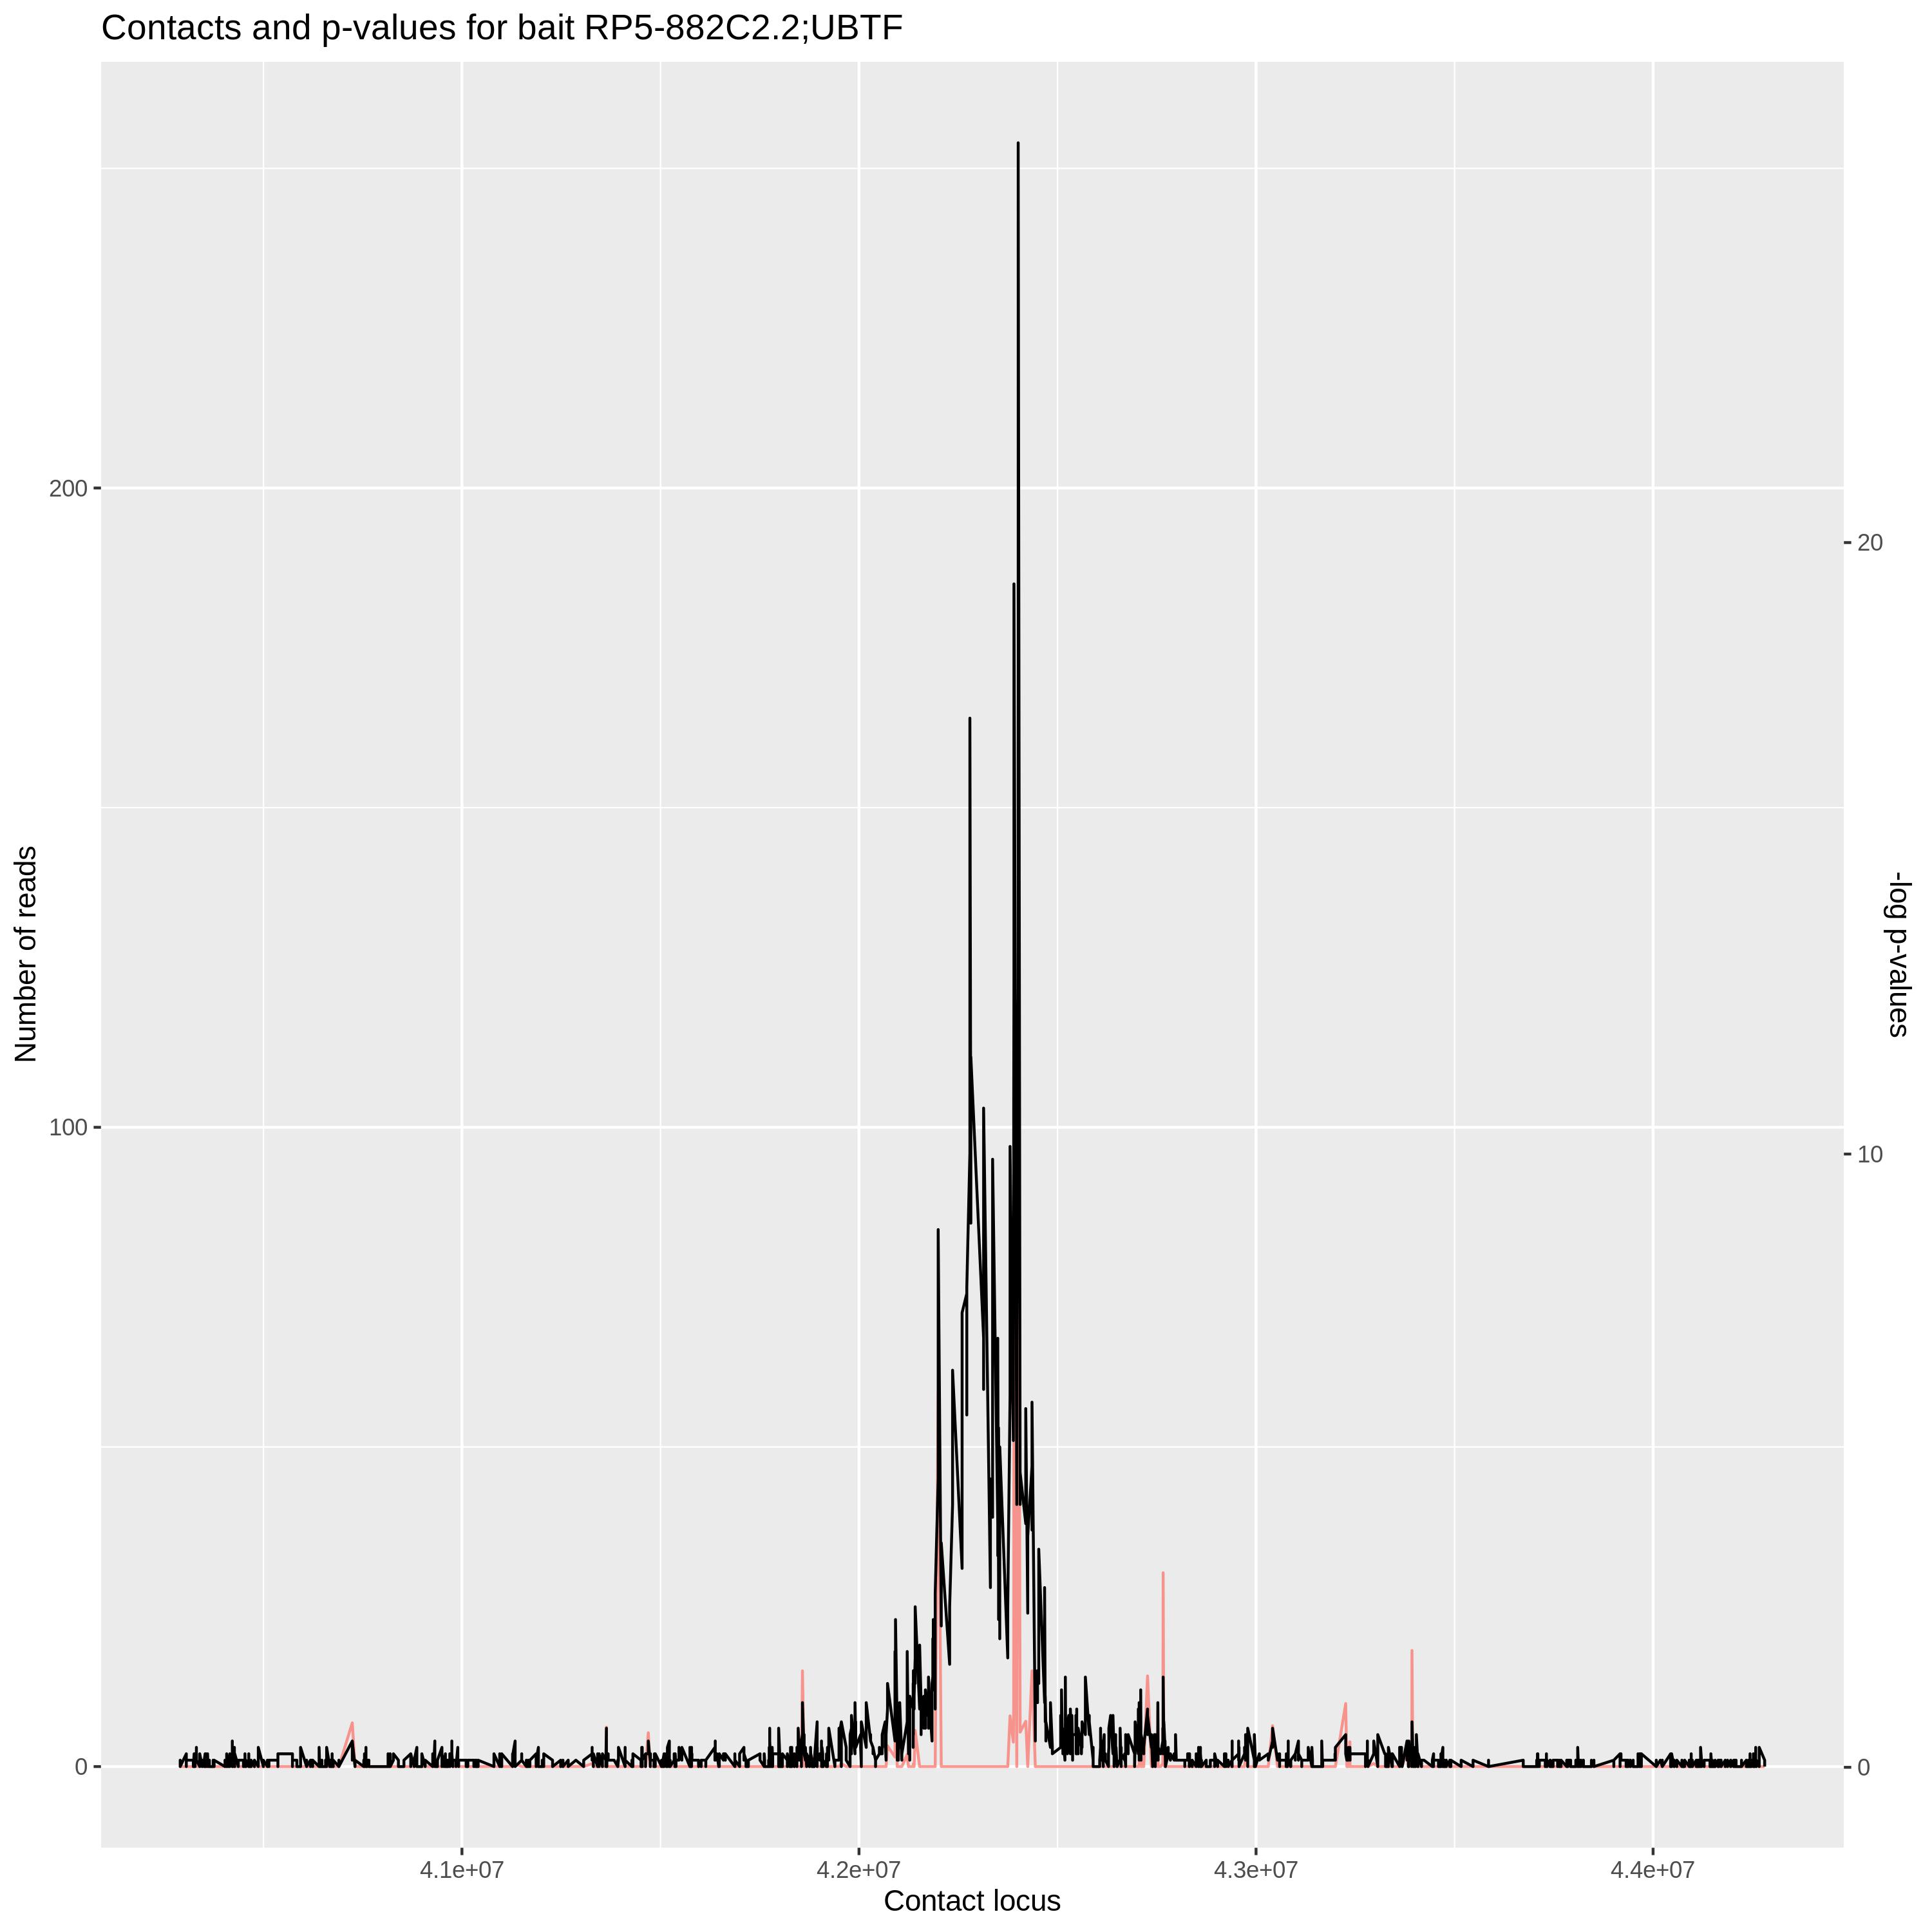 Contacts and p-values for bait RP5-882C2.2;UBTF
Number of reads
200
100
0
20
10
0
-log p-values
4.1e+07
4.2e+07
4.3e+07
4.4e+07
Contact locus